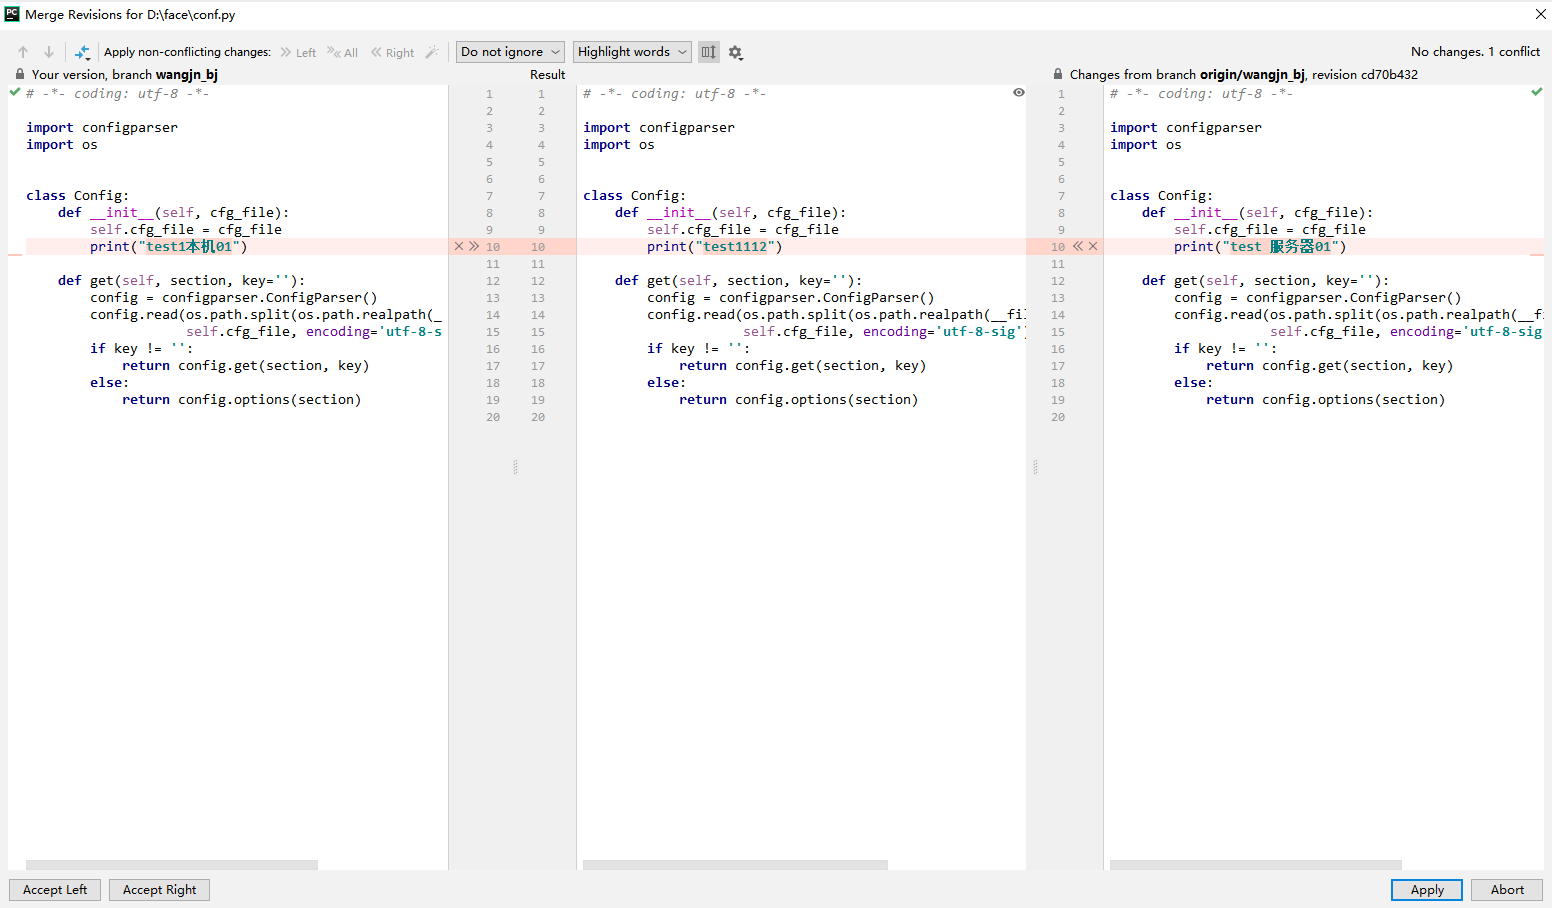 PC Merge Revisions for D:\face\conf.py
Apply non-conflicting changes: Left All Right Do not ignore Highlight words No changes. 1 conflict
Your version, branch wangjn_bj
# -*- coding: utf-8 -*-
import configparser
import os
class Config:
def __init__(self, cfg_file):
self.cfg_file = cfg_file
print("test1本机01")
def get(self, section, key=''):
config = configparser.ConfigParser()
config.read(os.path.split(os.path.realpath(_
self.cfg_file, encoding='utf-8-s
if key != '':
return config.get(section, key)
else:
return config.options(section)
1 1
2 2
3 3
4 4
5 5
6 6
7 7
8 8
9 9
10 10
11 11
12 12
13 13
14 14
15 15
16 16
17 17
18 18
19 19
20 20
Result
# -*- coding: utf-8 -*-
import configparser
import os
class Config:
def __init__(self, cfg_file):
self.cfg_file = cfg_file
print("test1112")
def get(self, section, key=''):
config = configparser.ConfigParser()
config.read(os.path.split(os.path.realpath(__fil
self.cfg_file, encoding='utf-8-sig')
if key != '':
return config.get(section, key)
else:
return config.options(section)
1
2
3
4
5
6
7
8
9
10
11
12
13
14
15
16
17
18
19
20
Changes from branch origin/wangjn_bj, revision cd70b432
# -*- coding: utf-8 -*-
import configparser
import os
class Config:
def __init__(self, cfg_file):
self.cfg_file = cfg_file
print("test 服务器01")
def get(self, section, key=''):
config = configparser.ConfigParser()
config.read(os.path.split(os.path.realpath(__fi
self.cfg_file, encoding='utf-8-sig
if key != '':
return config.get(section, key)
else:
return config.options(section)
Accept Left Accept Right Apply Abort